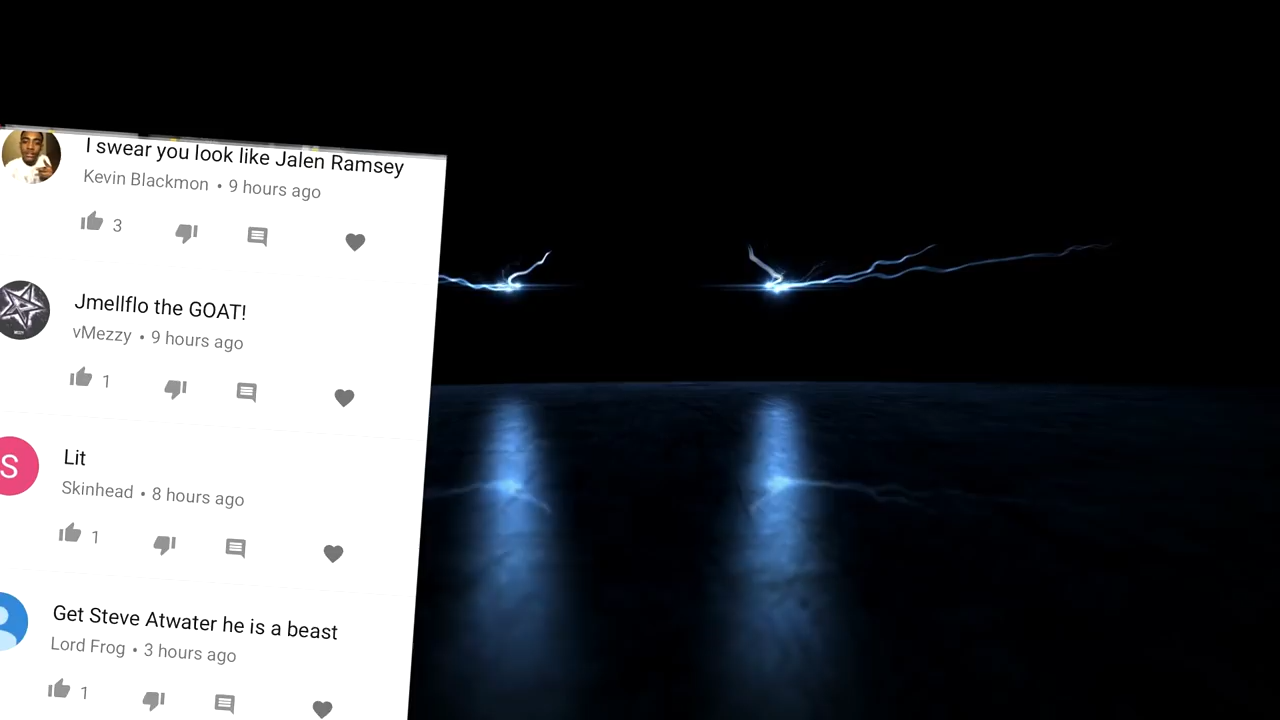 I swear you look like Jalen Ramsey
Kevin Blackmon • 9 hours ago
3
Jmellflo the GOAT!
vMezzy • 9 hours ago
1
S
Lit
Skinhead • 8 hours ago
1
Get Steve Atwater he is a beast
Lord Frog • 3 hours ago
1